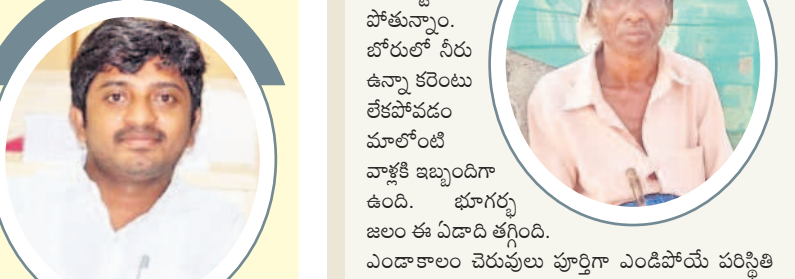 పోతున్నాం.
బోరులో నీరు
ఉన్నా కరెంటు
లేకపోవడం
మాలోంటి
వాళ్లకి ఇబ్బందిగా
ఉంది. భూగర్భ
జలం ఈ ఏడాది తగ్గింది.
ఎండాకాలం చెరువులు పూర్తిగా ఎండిపోయే పరిస్థితి